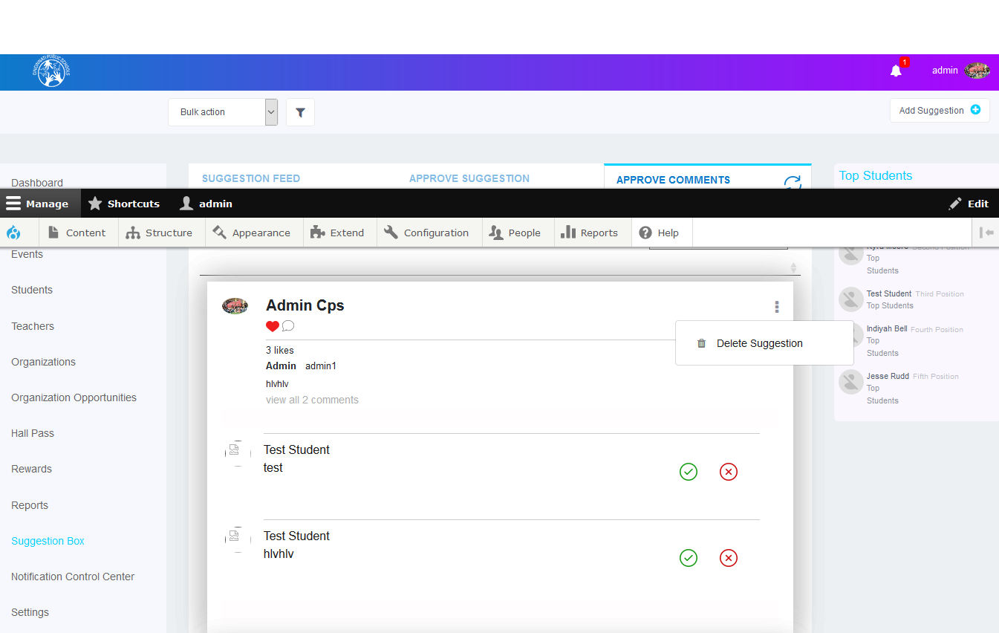 CINCINNATI PUBLIC SCHOOLS
1
admin
Bulk action
Add Suggestion
SUGGESTION FEED
APPROVE SUGGESTION
APPROVE COMMENTS
Top Students
Dashboard
Manage
Shortcuts
admin
Edit
Content
Structure
Appearance
Extend
Configuration
People
Reports
Help
Events
Students
Teachers
Organizations
Organization Opportunities
Hall Pass
Rewards
Reports
Suggestion Box
Notification Control Center
Settings
Admin Cps
Delete Suggestion
3 likes
Admin admin1
hlvhlv
view all 2 comments
Test Student
test
Test Student
hlvhlv
Second Position
Top
Students
Test Student Third Position
Top Students
Indiyah Bell Fourth Position
Top
Students
Jesse Rudd Fifth Position
Top
Students